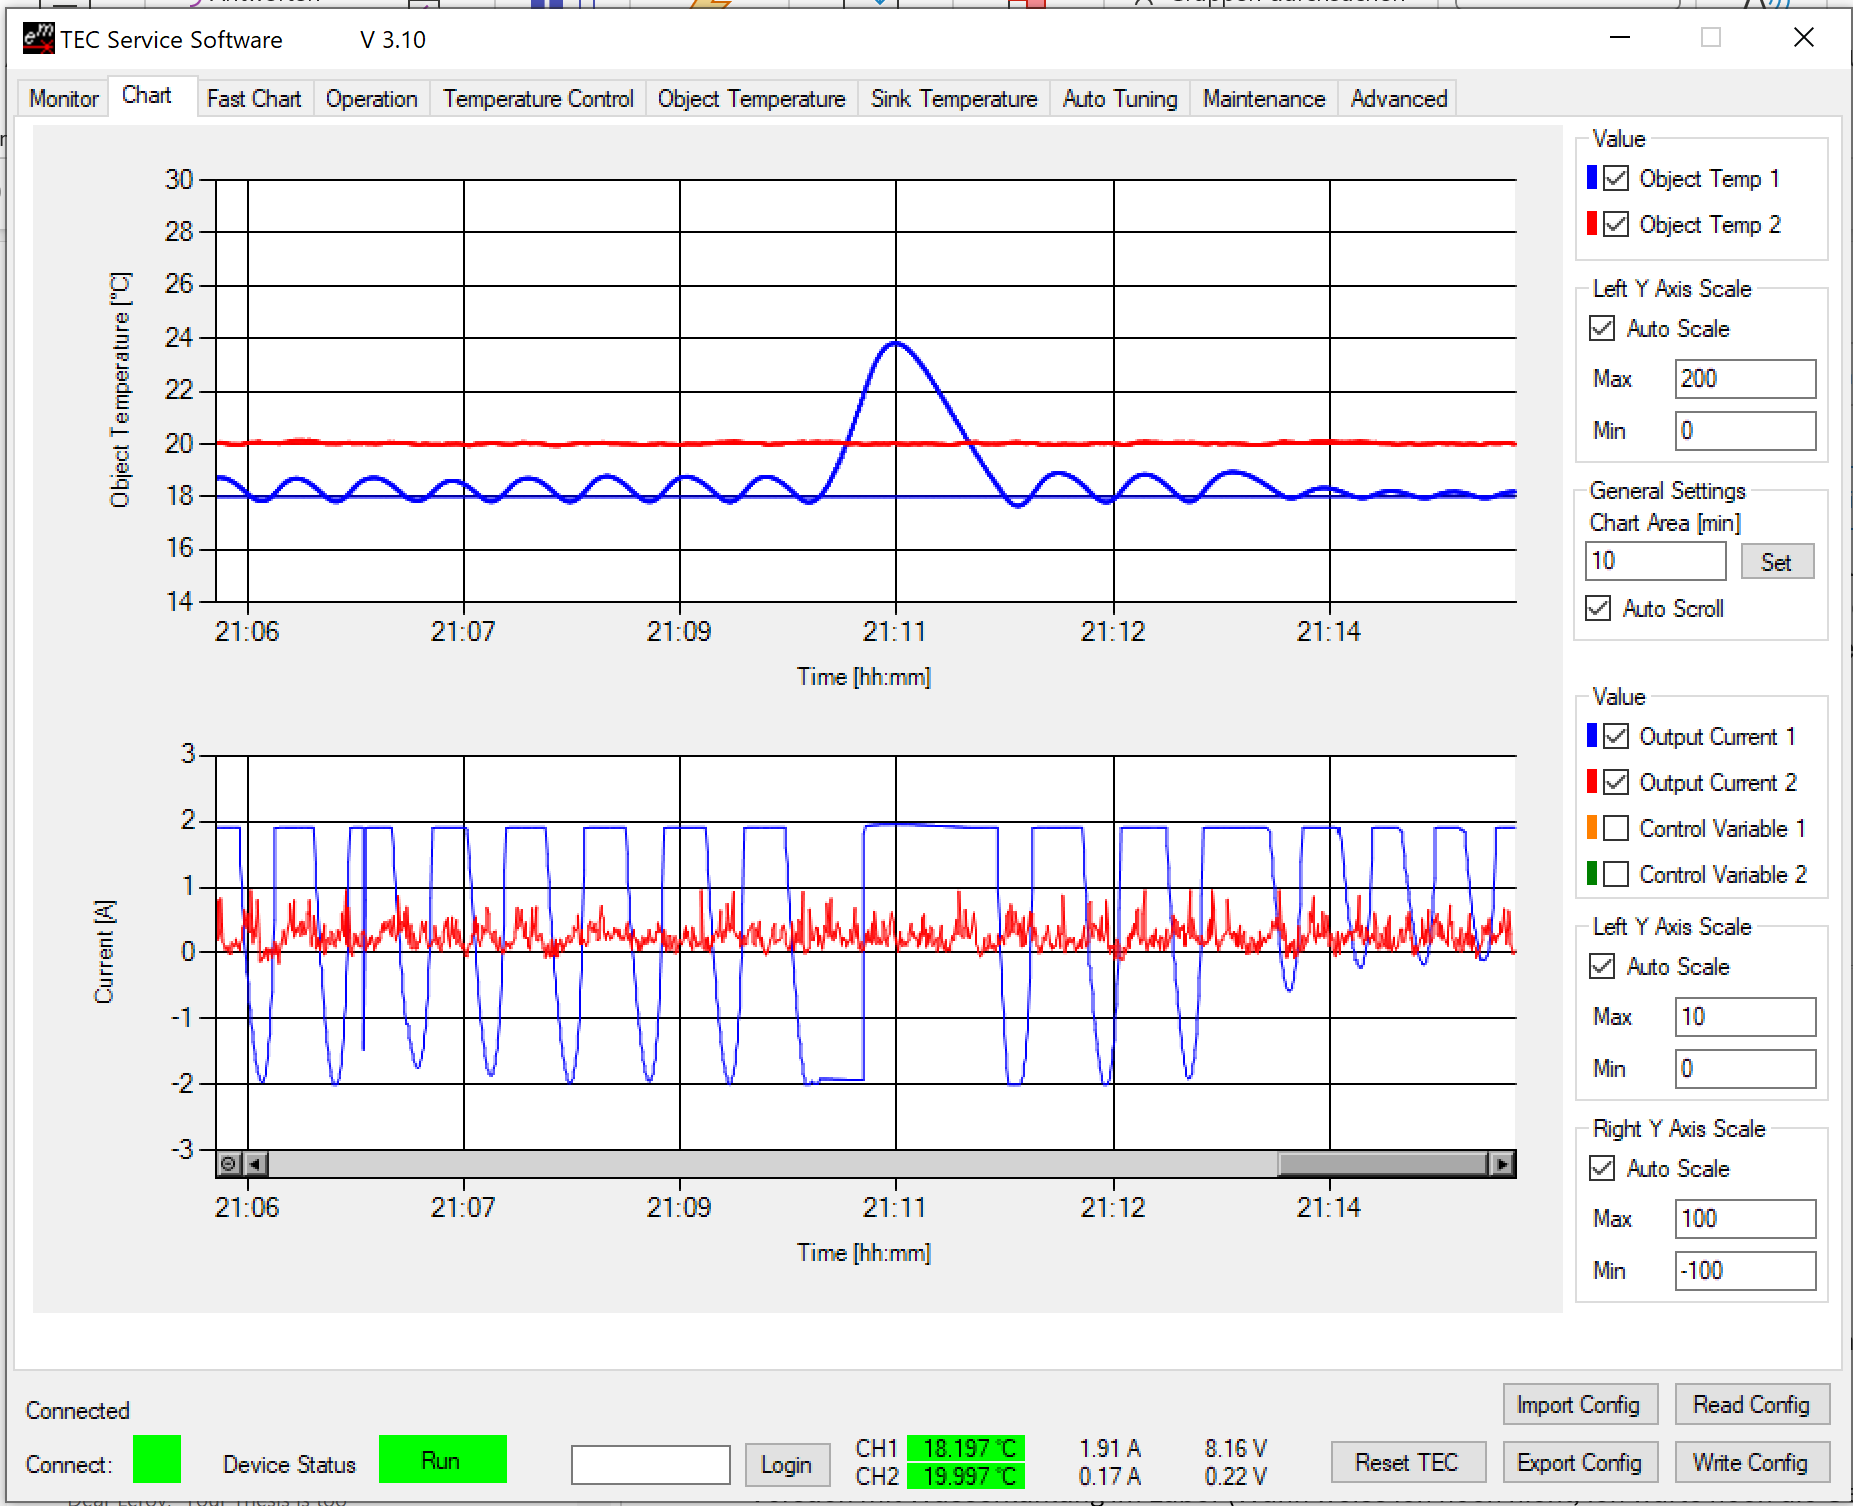 TEC Service Software V 3.10
Monitor Chart Fast Chart Operation Temperature Control Object Temperature Sink Temperature Auto Tuning Maintenance Advanced
Object Temperature [°C]
30
28
26
24
22
20
18
16
14
21:06 21:07 21:09 21:11 21:12 21:14
Time [hh:mm]
Current [A]
3
2
1
0
-1
-2
-3
21:06 21:07 21:09 21:11 21:12 21:14
Time [hh:mm]
Value
Object Temp 1
Object Temp 2
Left Y Axis Scale
Auto Scale
Max 200
Min 0
General Settings
Chart Area [min]
10 Set
Auto Scroll
Value
Output Current 1
Output Current 2
Control Variable 1
Control Variable 2
Left Y Axis Scale
Auto Scale
Max 10
Min 0
Right Y Axis Scale
Auto Scale
Max 100
Min -100
Connected
Connect: Device Status Run Login
CH1 18.197 °C 1.91 A 8.16 V
CH2 19.997 °C 0.17 A 0.22 V
Import Config Read Config
Reset TEC Export Config Write Config